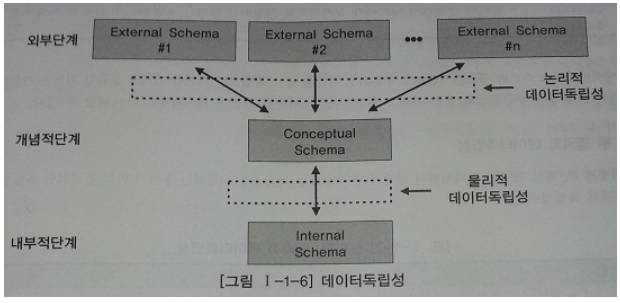 외부단계
External Schema
#1
External Schema
#2
•••
External Schema
#n
논리적
데이터독립성
개념적단계
Conceptual
Schema
물리적
데이터독립성
내부적단계
Internal
Schema
[그림 Ⅰ-1-6] 데이터독립성